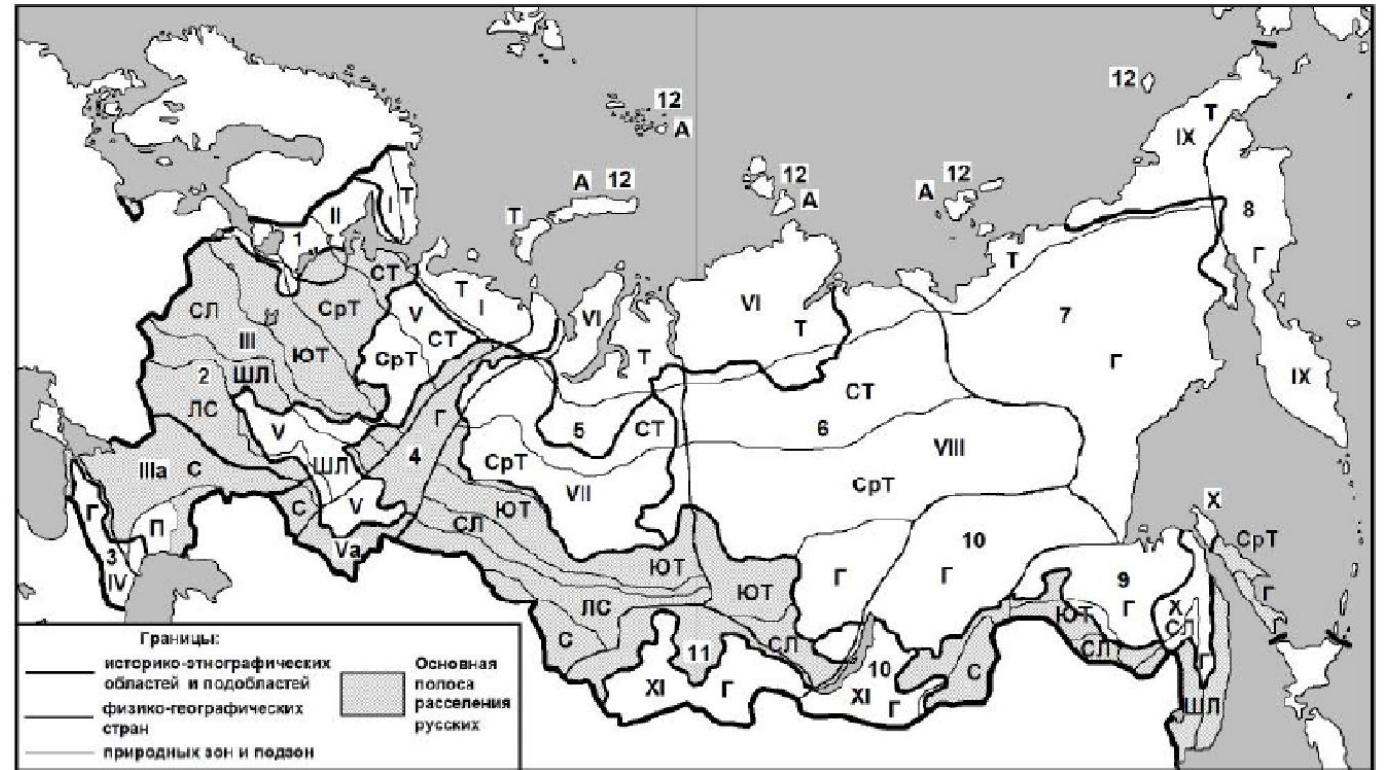 12
12
Т
IX
А
8
А 12
12
А
А
12
Т
Г
Т
I
II
1
Т
Т
СТ
Т
I
VI
VI
Т
7
IX
СЛ
СрТ
V
СТ
Т
III
ЮТ
СрТ
Г
2
ШЛ
СТ
ЛС
5
СТ
6
V
СрТ
VIII
IIIа
С
ШЛ
4
VII
СрТ
Г
С
V
ЮТ
X
П
СЛ
СрТ
3
IV
Vа
ЮТ
ЮТ
Г
10
Г
9
Г
Г
ЛС
ЮТ
X
СЛ
С
11
СЛ
10
С
СЛ
Г
XI
Г
XI
Г
ШЛ
Границы:
историко-этнографических
областей и подобластей
физико-географических
стран
природных зон и подзон
Основная
полоса
расселения
русских